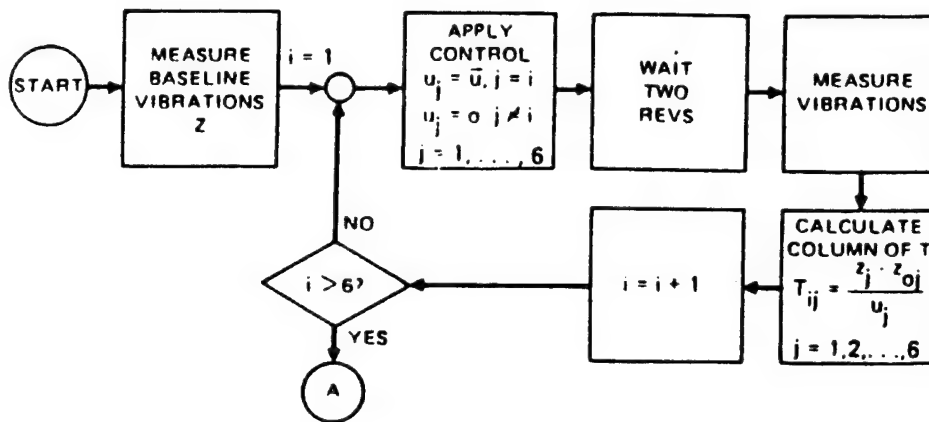 START
MEASURE
BASELINE
VIBRATIONS
Z
i = 1
APPLY
CONTROL
u_j = ū, j = i
u_j = o j ≠ i
j = 1, . . . , 6
WAIT
TWO
REVS
MEASURE
VIBRATIONS
CALCULATE
COLUMN OF T
T_ij = z_j · z_oj / u_j
j = 1,2,. . .,6
i = i + 1
i > 6?
NO
YES
A